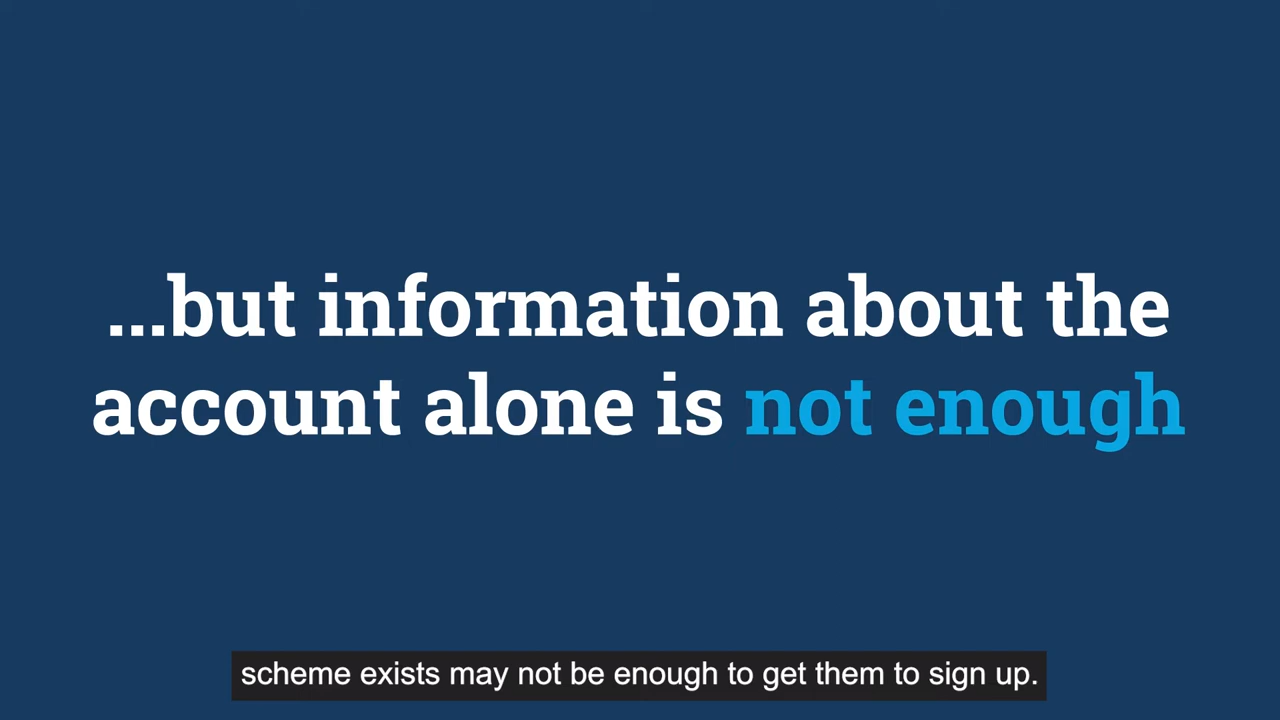 ...but information about the
account alone is not enough
scheme exists may not be enough to get them to sign up.